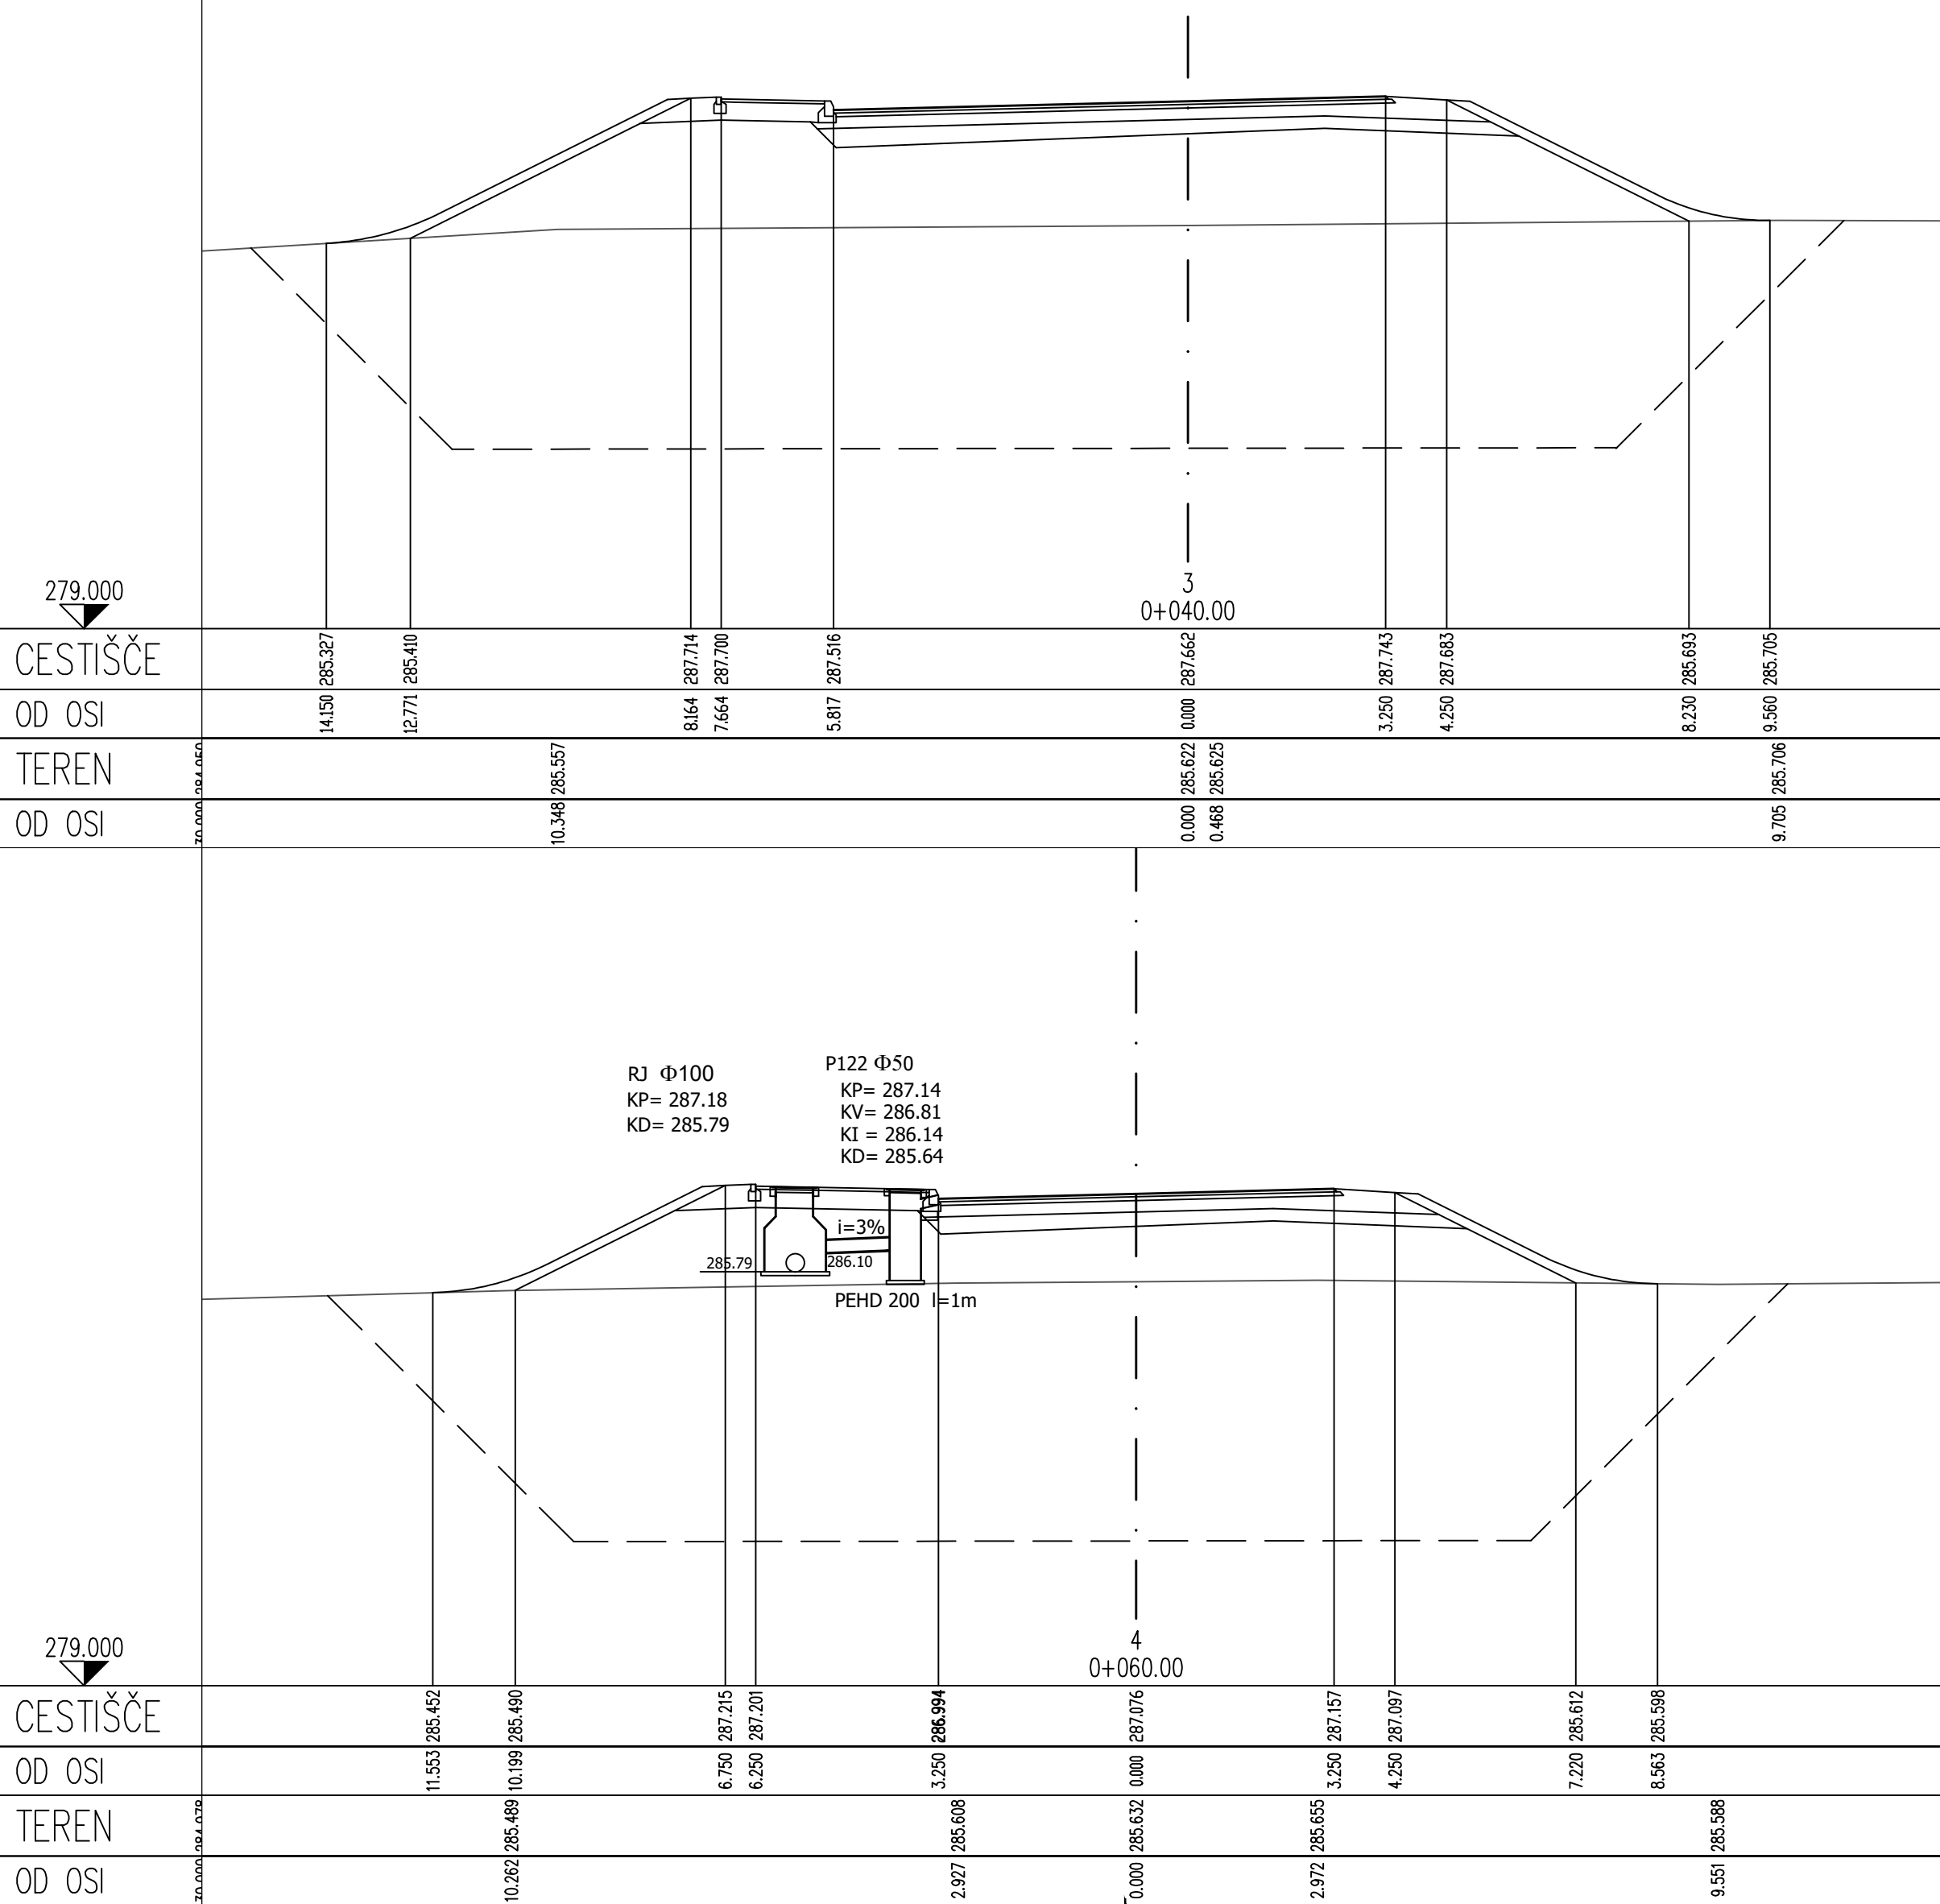 279.000
3
0+040.00
CESTIŠČE 285.327 285.410 287.714 287.700 287.516 287.662 287.743 287.683 285.693 285.705
OD OSI 14.150 12.771 8.164 7.664 5.817 0.000 3.250 4.250 8.230 9.560
TEREN 285.557 285.622 285.625 285.706
OD OSI 10.348 0.000 0.468 9.705
RJ Φ100
KP= 287.18
KD= 285.79
P122 Φ50
KP= 287.14
KV= 286.81
KI = 286.14
KD= 285.64
i=3%
285.79
286.10
PEHD 200 l=1m
279.000
4
0+060.00
CESTIŠČE 285.452 285.490 287.215 287.201 286.994 287.076 287.157 287.097 285.612 285.598
OD OSI 11.553 10.199 6.750 6.250 3.250 0.000 3.250 4.250 7.220 8.563
TEREN 285.489 285.608 285.632 285.655 285.588
OD OSI 10.262 2.927 0.000 2.972 9.551